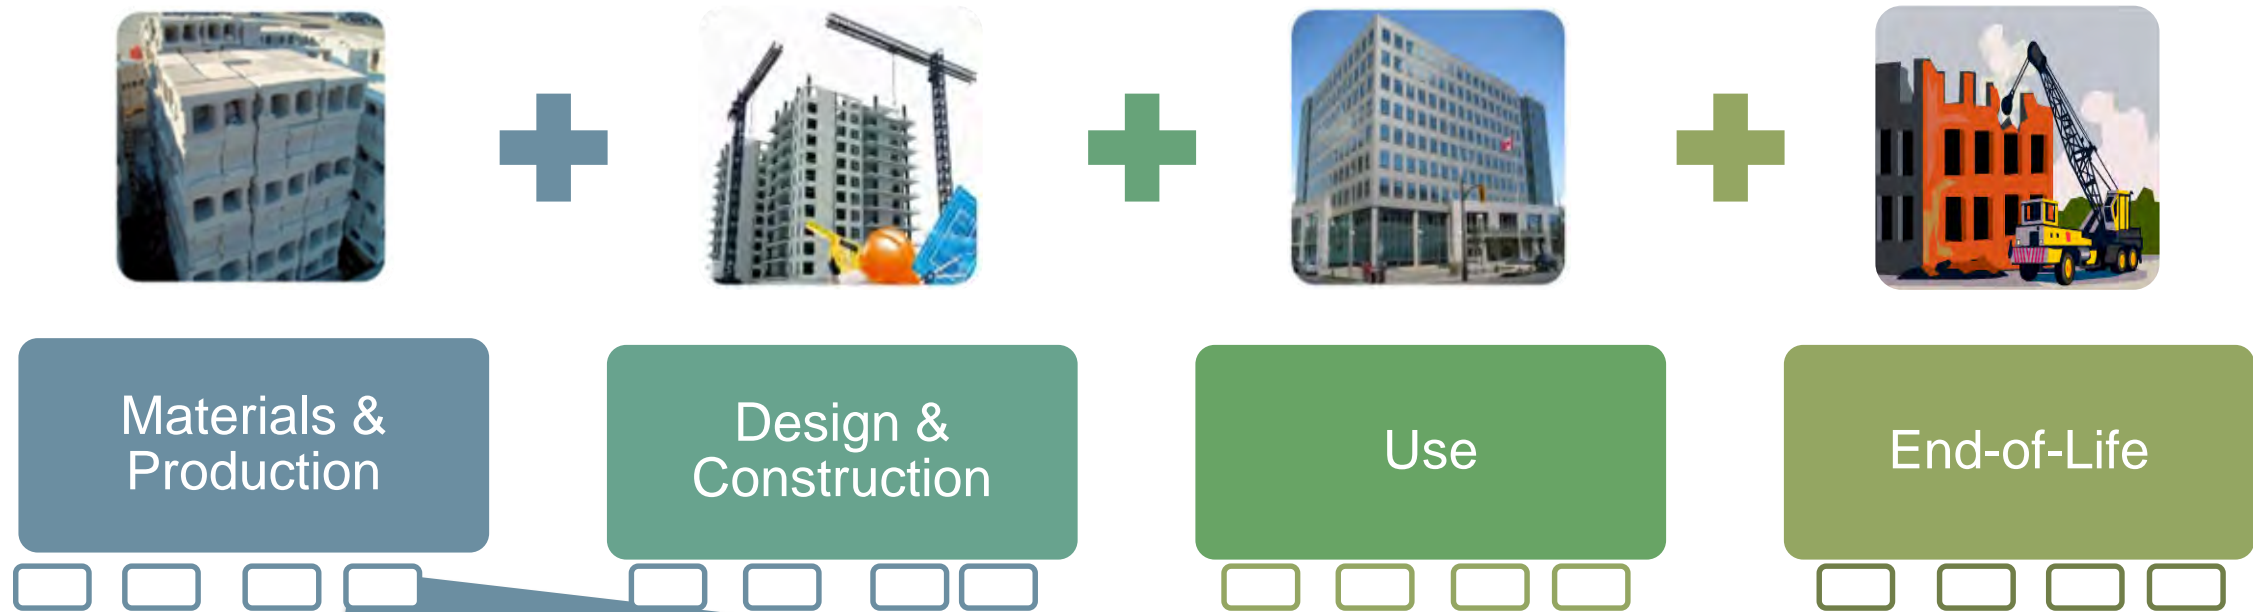 Materials &
Production
Design &
Construction
Use
End-of-Life